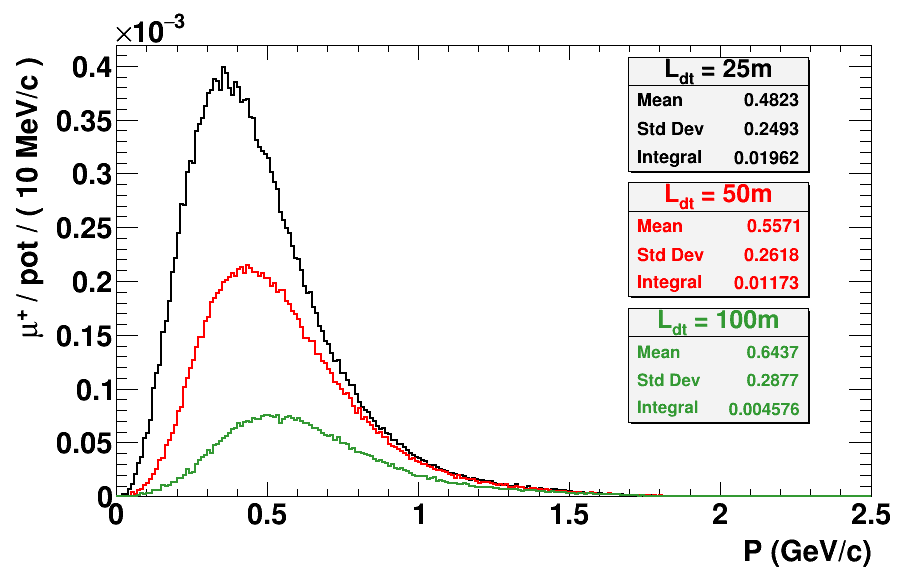 ×10⁻³
μ⁺ / pot / ( 10 MeV/c )
0.4
0.35
0.3
0.25
0.2
0.15
0.1
0.05
0
L_dt = 25m
Mean 0.4823
Std Dev 0.2493
Integral 0.01962
L_dt = 50m
Mean 0.5571
Std Dev 0.2618
Integral 0.01173
L_dt = 100m
Mean 0.6437
Std Dev 0.2877
Integral 0.004576
0 0.5 1 1.5 2 2.5
P (GeV/c)